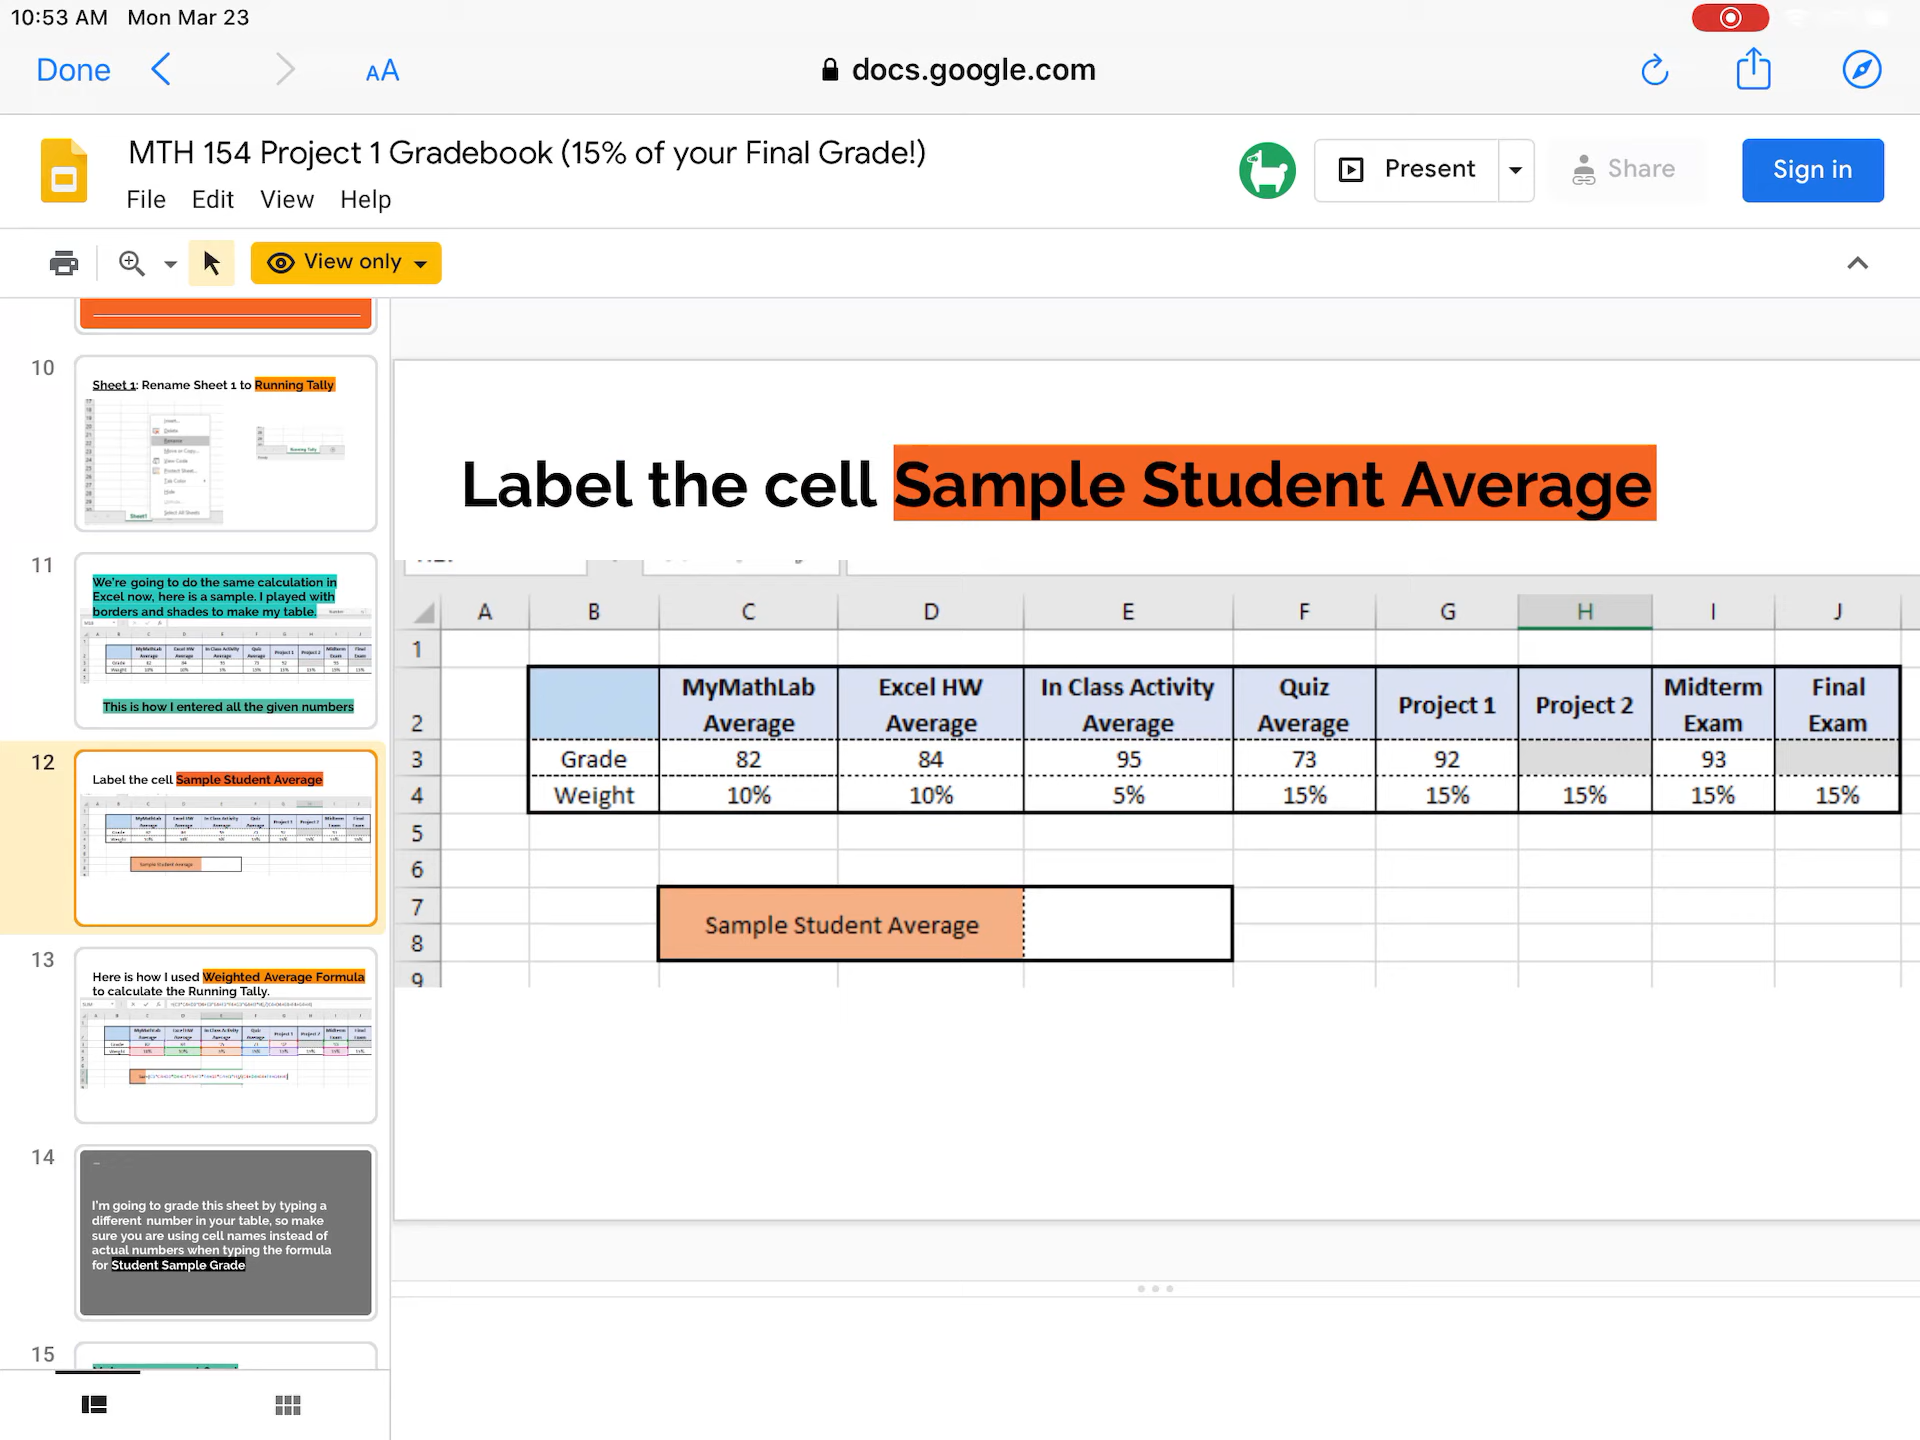 10:53 AM Mon Mar 23
Done
AA
docs.google.com
MTH 154 Project 1 Gradebook (15% of your Final Grade!)
File Edit View Help
Present
Share
Sign in
View only
10
Sheet 1: Rename Sheet 1 to Running Tally
Rename
Running Tally
Sheet1
11
We're going to do the same calculation in
Excel now, here is a sample. I played with
borders and shades to make my table.
This is how I entered all the given numbers
12
Label the cell Sample Student Average
Sample Student Average
13
Here is how I used Weighted Average Formula
to calculate the Running Tally.
14
I'm going to grade this sheet by typing a
different number in your table, so make
sure you are using cell names instead of
actual numbers when typing the formula
for Student Sample Grade
15
Label the cell Sample Student Average
A B C D E F G H I J
1
2 MyMathLab Average Excel HW Average In Class Activity Average Quiz Average Project 1 Project 2 Midterm Exam Final Exam
3 Grade 82 84 95 73 92 93
4 Weight 10% 10% 5% 15% 15% 15% 15% 15%
5
6
7
Sample Student Average
8
9